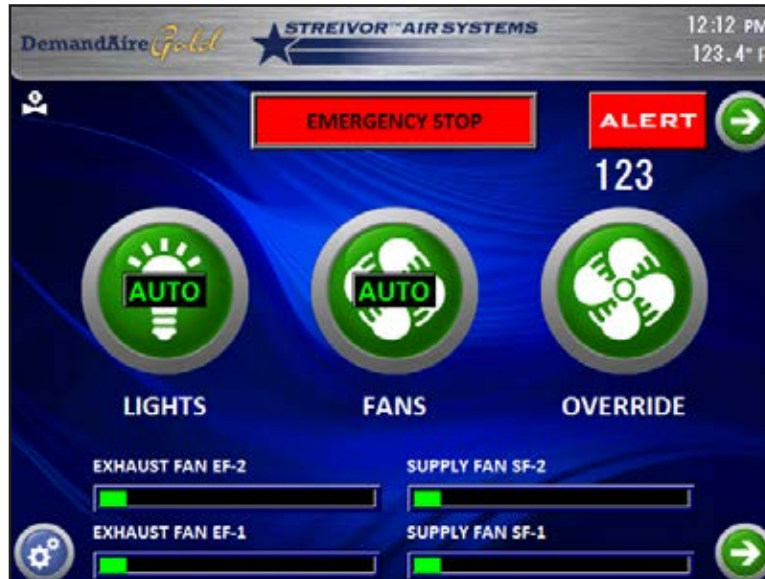 DemandAire Gold
STREIVOR™ AIR SYSTEMS
12:12 PM
123.4° F
EMERGENCY STOP
ALERT
123
AUTO
AUTO
LIGHTS
FANS
OVERRIDE
EXHAUST FAN EF-2
SUPPLY FAN SF-2
EXHAUST FAN EF-1
SUPPLY FAN SF-1